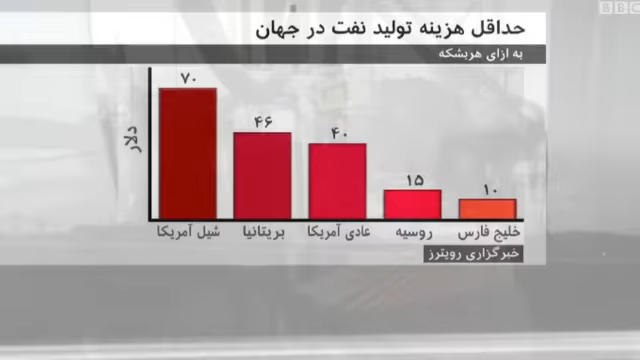 BBC
حداقل هزینه تولید نفت در جهان
به ازای هربشکه
دلار
۷۰ ۴۶ ۴۰ ۱۵ ۱۰
شیل آمریکا بریتانیا عادی آمریکا روسیه خلیج فارس
خبرگزاری رویترز